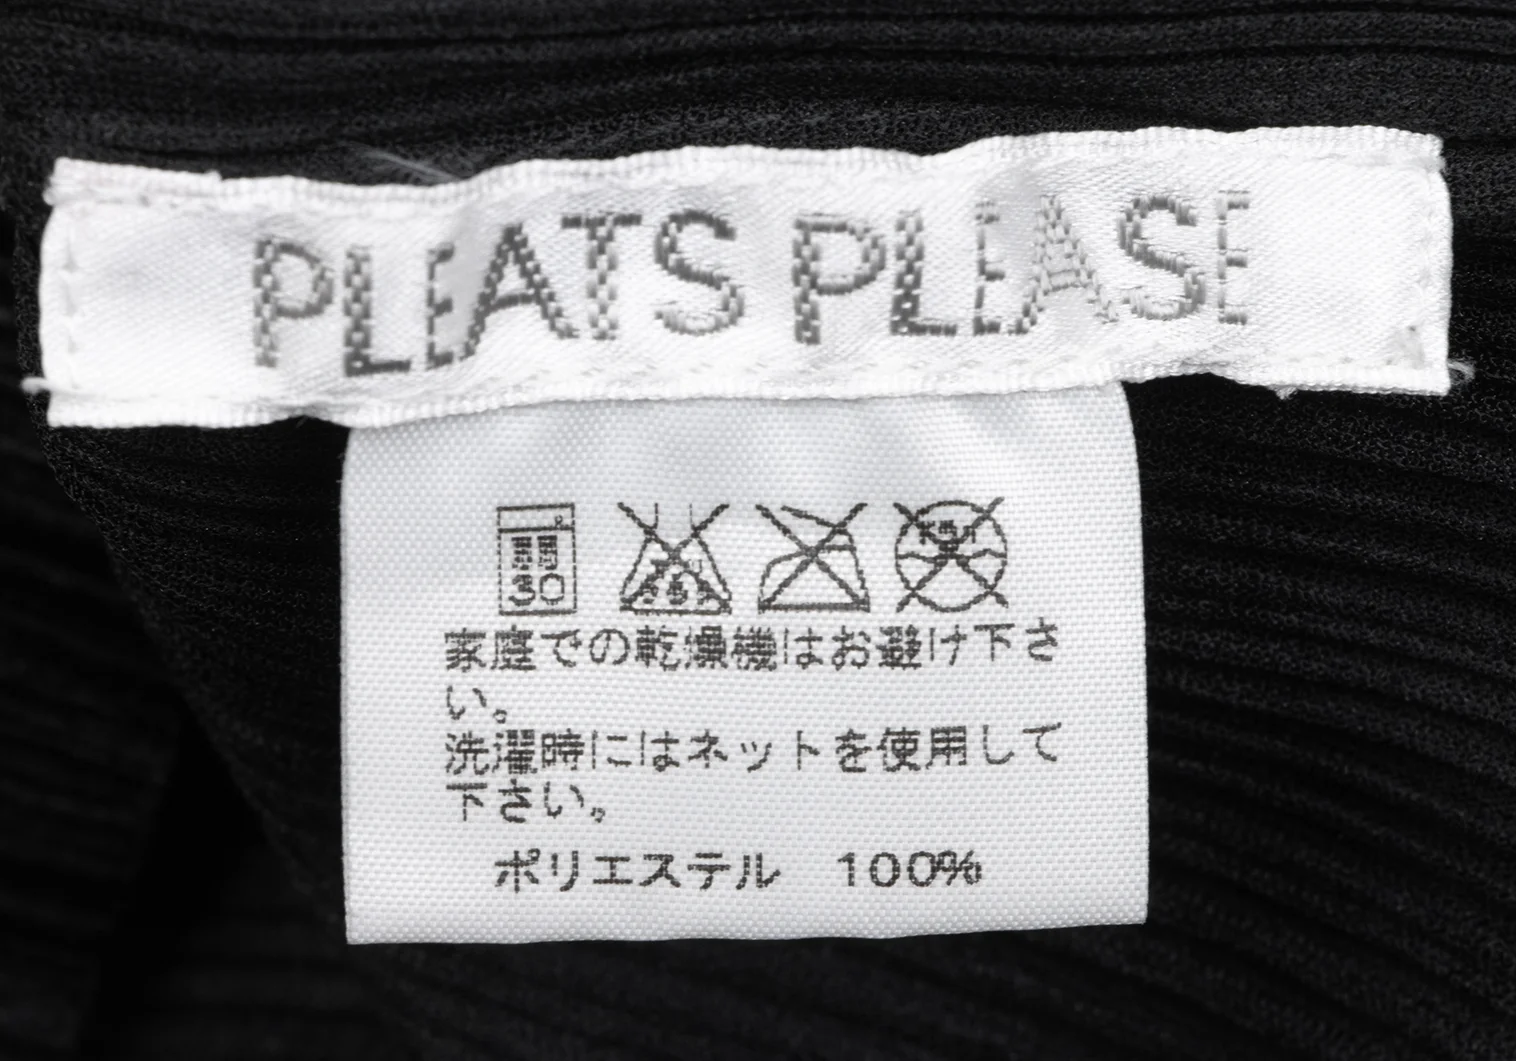 PLEATS PLEASE
30
家庭での乾燥機はお避け下さ
い。
洗濯時にはネットを使用して
下さい。
ポリエステル 100%